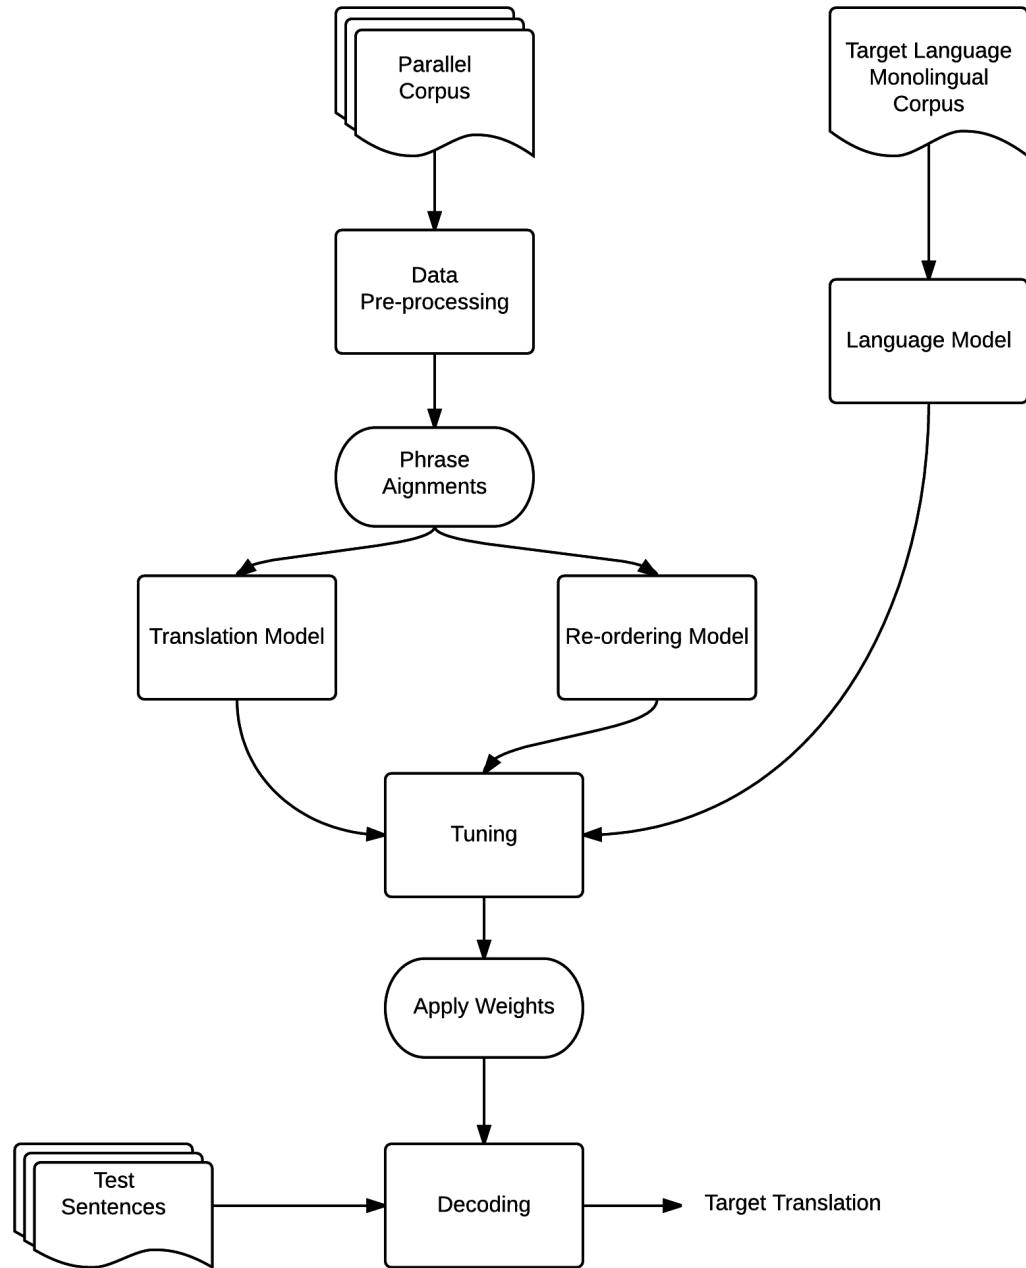 Parallel
Corpus
Target Language
Monolingual
Corpus
Data
Pre-processing
Language Model
Phrase
Aignments
Translation Model
Re-ordering Model
Tuning
Apply Weights
Test
Sentences
Decoding
Target Translation